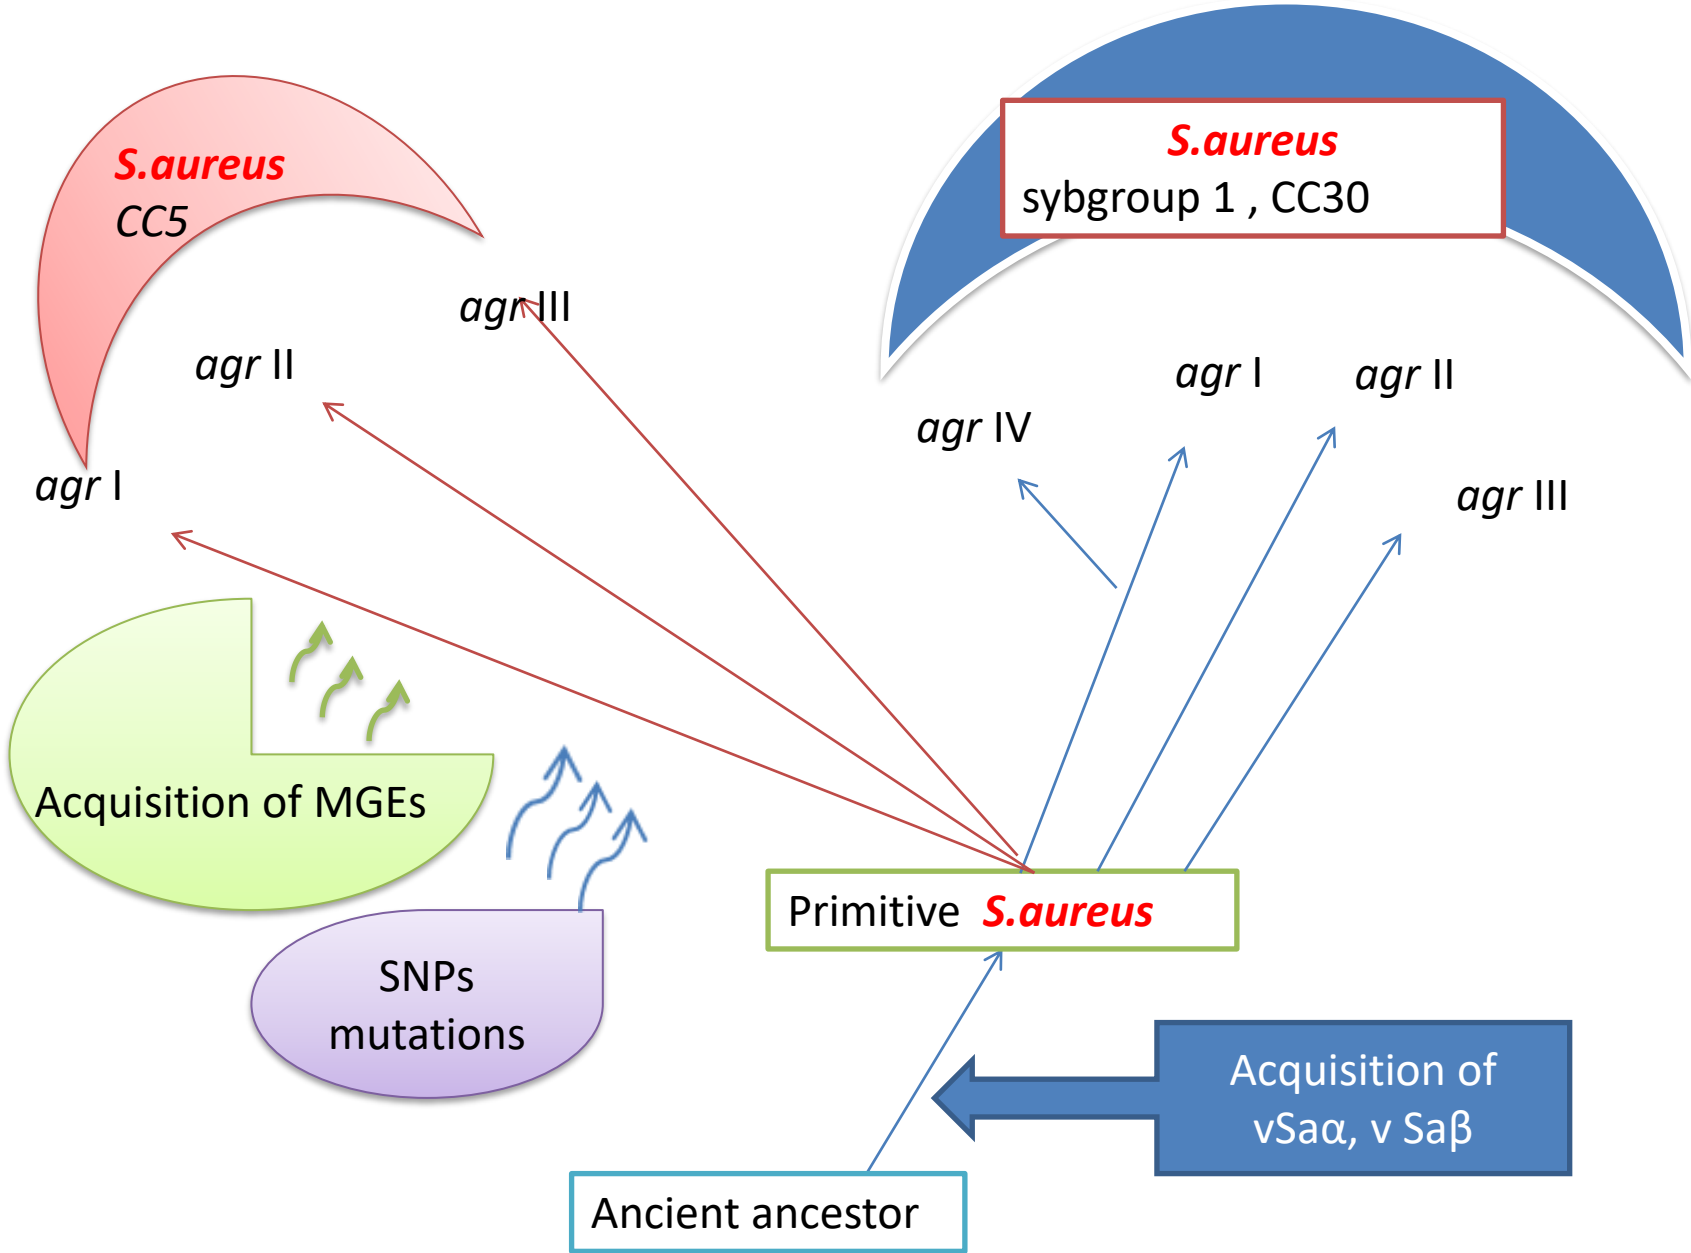 S.aureus
CC5
S.aureus
sybgroup 1 , CC30
agr III
agr II
agr I
agr I
agr II
agr IV
agr III
Acquisition of MGEs
SNPs
mutations
Primitive S.aureus
Acquisition of
vSaα, v Saβ
Ancient ancestor